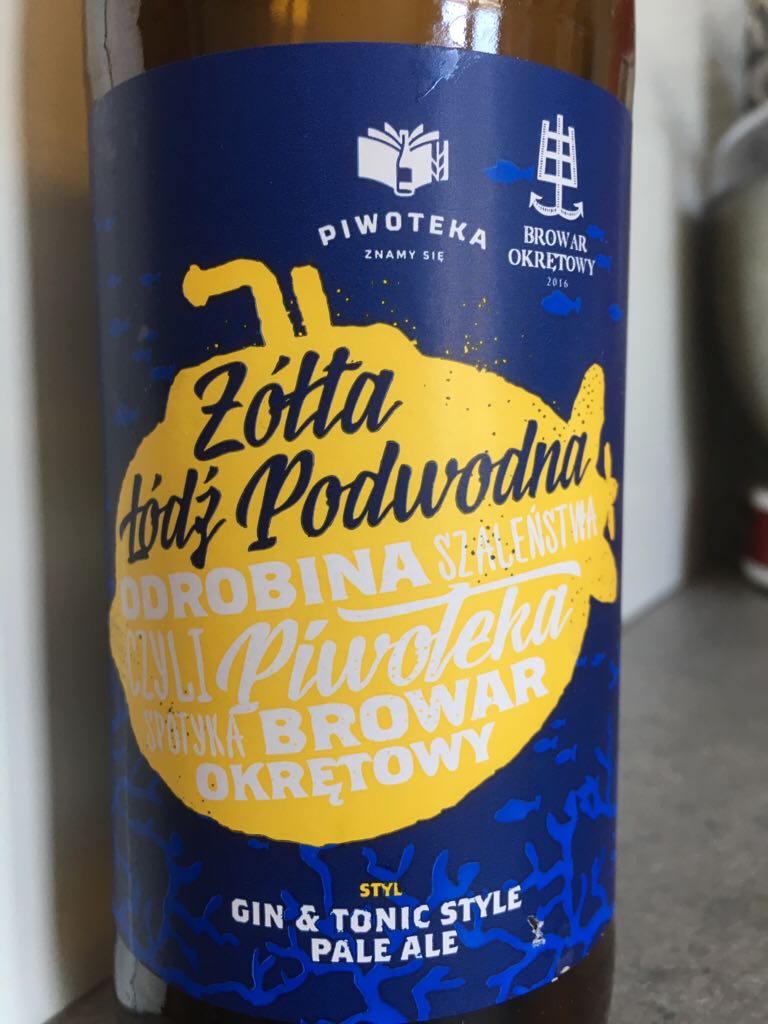 PIWOTEKA
ZNAMY SIĘ
BROWAR
OKRĘTOWY
2016
Żółta
Łódź Podwodna
ODROBINA SZALEŃSTWA
CZYLI Piwoteka
SPOTYKA BROWAR
OKRĘTOWY
STYL
GIN & TONIC STYLE
PALE ALE